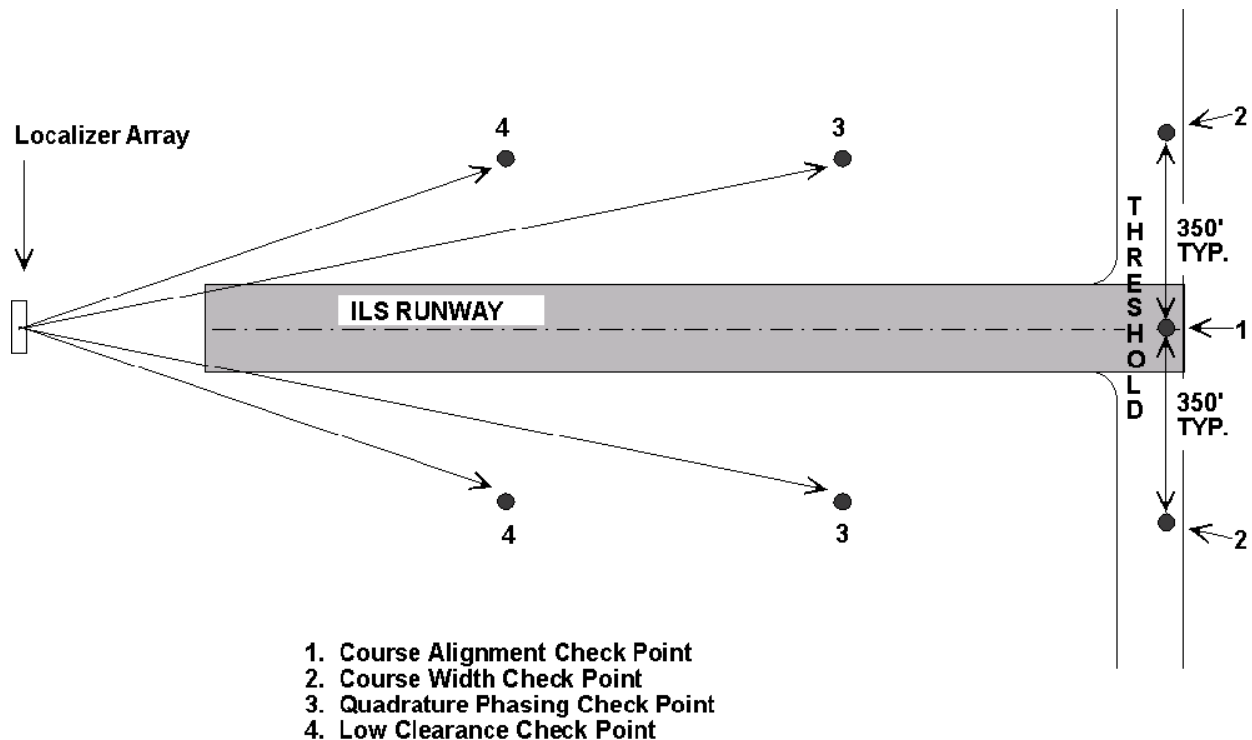 4
3
2
Localizer Array
THRESHOLD
350'
TYP.
ILS RUNWAY
1
350'
TYP.
4
3
2
1. Course Alignment Check Point
2. Course Width Check Point
3. Quadrature Phasing Check Point
4. Low Clearance Check Point